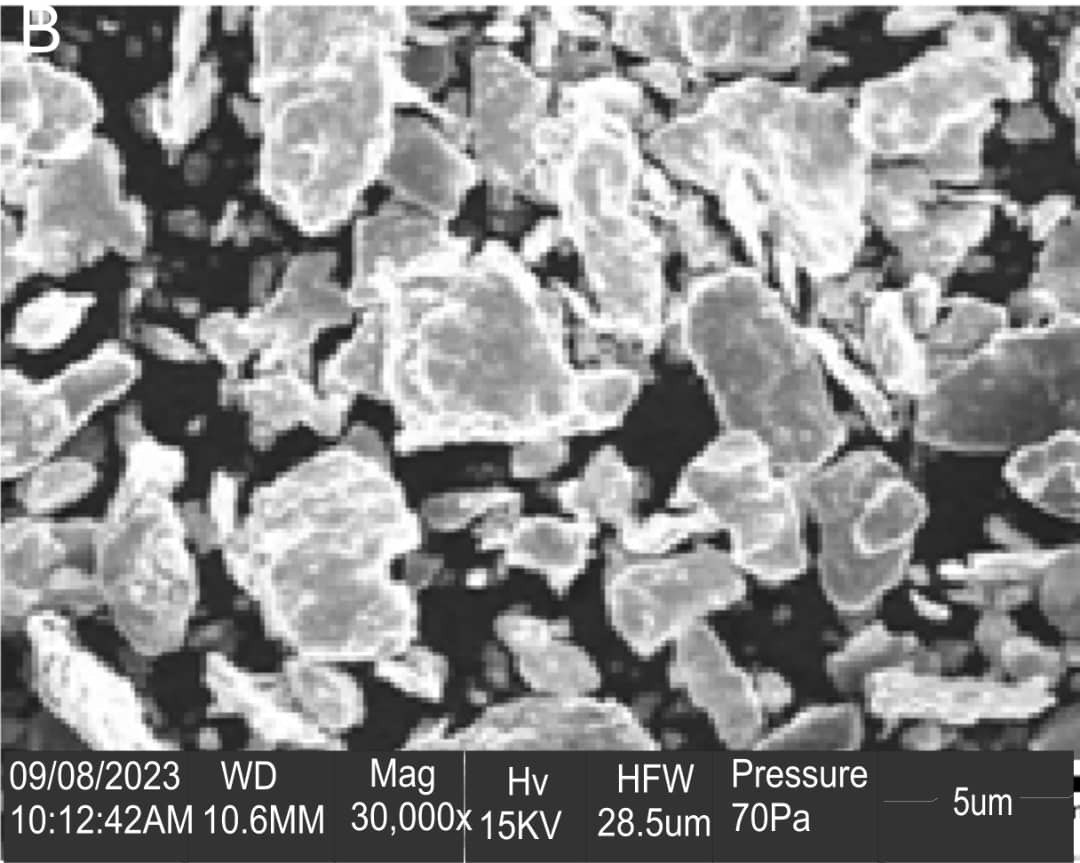 B
09/08/2023 WD Mag Hv HFW Pressure 5um
10:12:42AM 10.6MM 30,000x 15KV 28.5um 70Pa